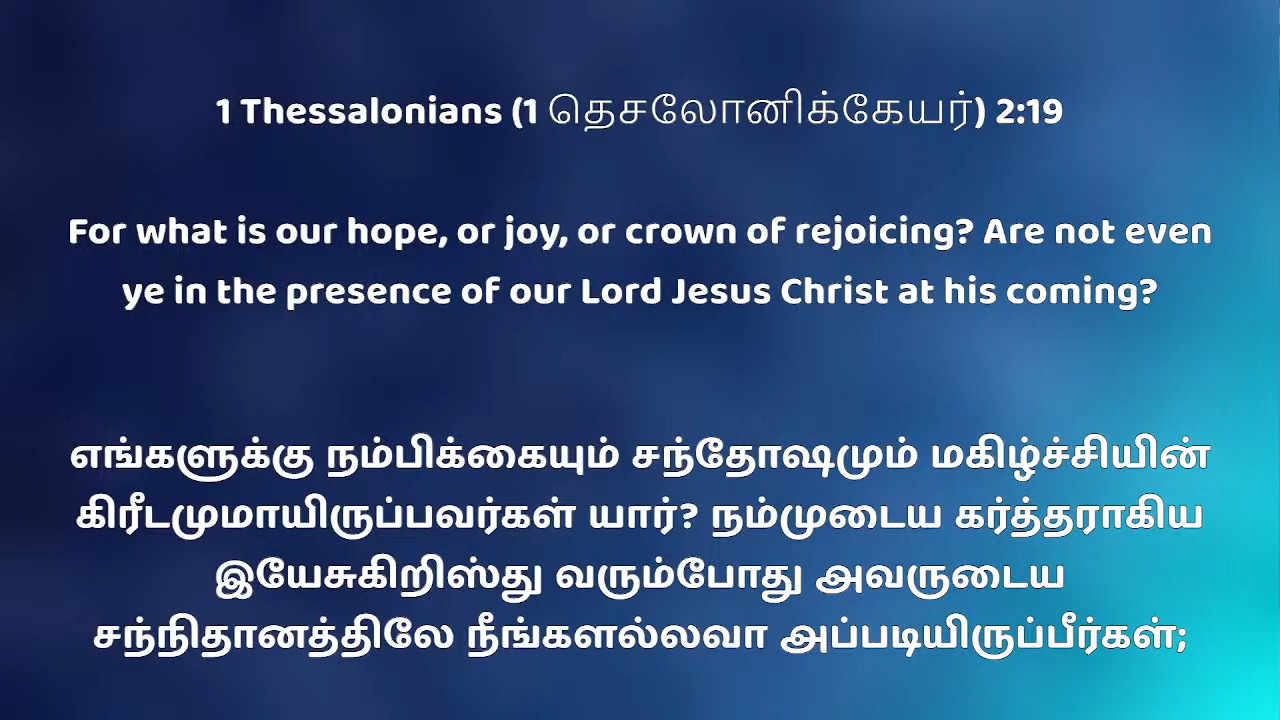 1 Thessalonians (1 தெசலோனிக்கேயர்) 2:19
For what is our hope, or joy, or crown of rejoicing? Are not even
ye in the presence of our Lord Jesus Christ at his coming?
எங்களுக்கு நம்பிக்கையும் சந்தோஷமும் மகிழ்ச்சியின்
கிரீடமுமாயிருப்பவர்கள் யார்? நம்முடைய கர்த்தராகிய
இயேசுகிறிஸ்து வரும்போது அவருடைய
சந்நிதானத்திலே நீங்களல்லவா அப்படியிருப்பீர்கள்;